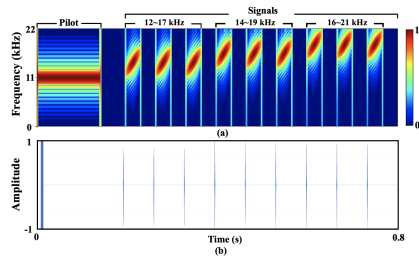 Signals
Pilot 12~17 kHz 14~19 kHz 16~21 kHz
Frequency (kHz)
22
11
0
1
0
(a)
Amplitude
1
-1
0 Time (s) 0.8
(b)